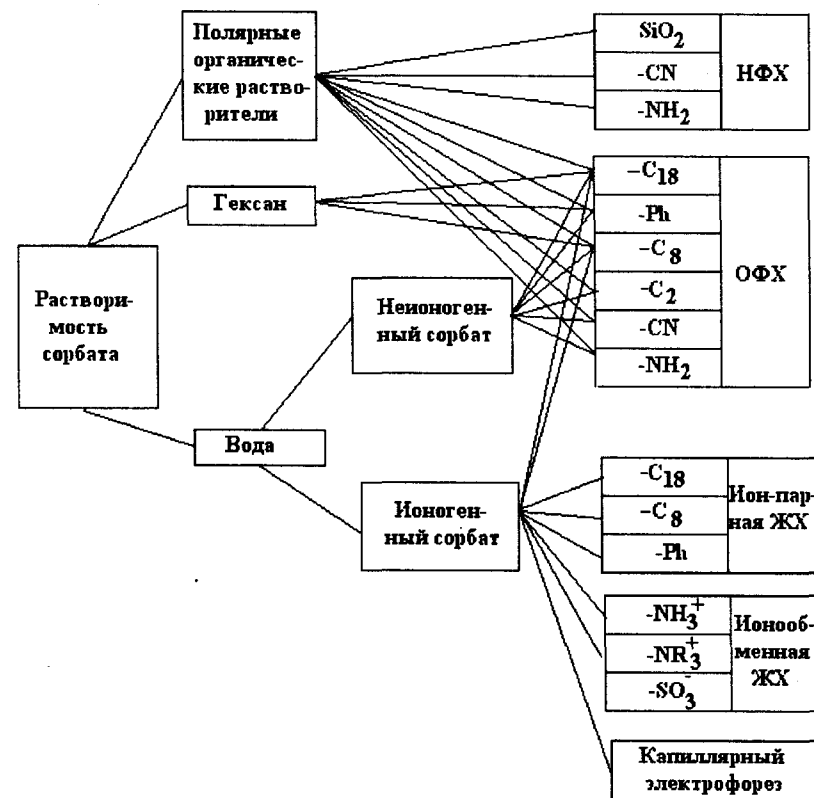 Полярные
органичес-
кие раство-
рители
SiO2
-CN
-NH2
НФХ
Гексан
–C18
-Ph
-C8
-C2
-CN
-NH2
ОФХ
Раствори-
мость
сорбата
Неионоген-
ный сорбат
Вода
Ионоген-
ный сорбат
-C18
-C8
-Ph
Ион-пар-
ная ЖХ
-NH3+
-NR3+
-SO3-
Ионооб-
менная
ЖХ
Капиллярный
электрофорез